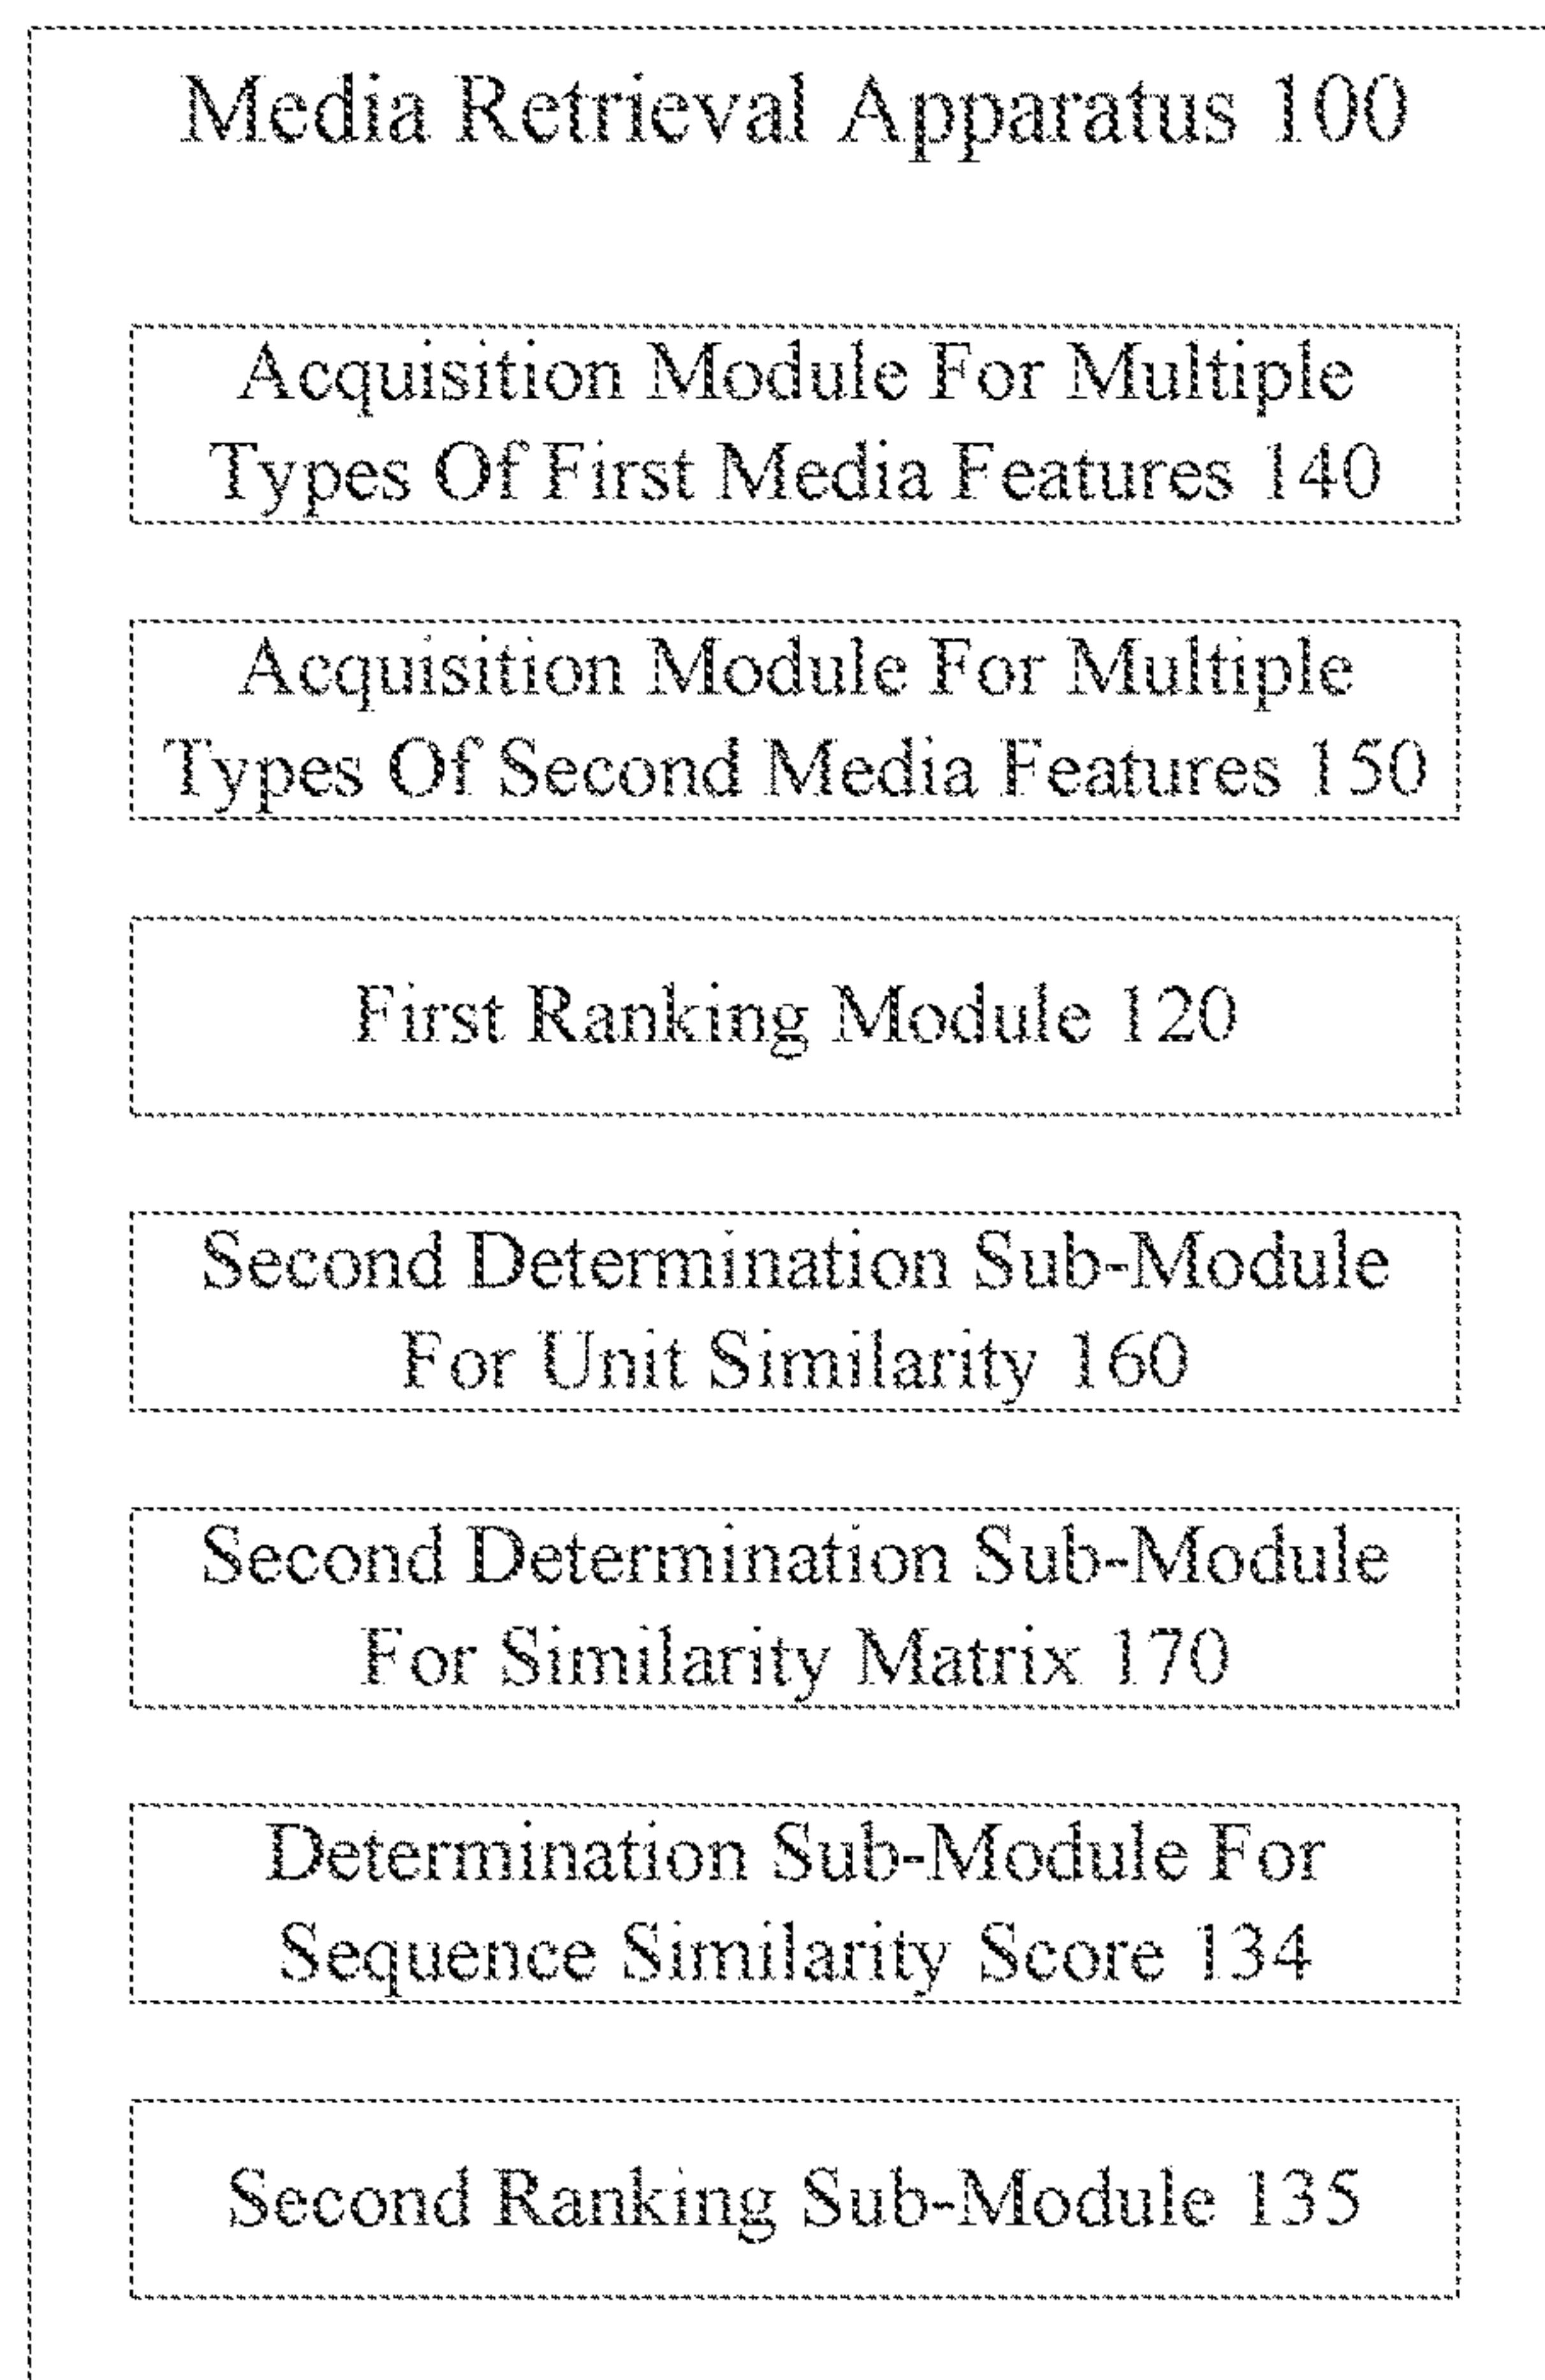 Media Retrieval Apparatus 100
Acquisition Module For Multiple
Types Of First Media Features 140
Acquisition Module For Multiple
Types Of Second Media Features 150
First Ranking Module 120
Second Determination Sub-Module
For Unit Similarity 160
Second Determination Sub-Module
For Similarity Matrix 170
Determination Sub-Module For
Sequence Similarity Score 134
Second Ranking Sub-Module 135